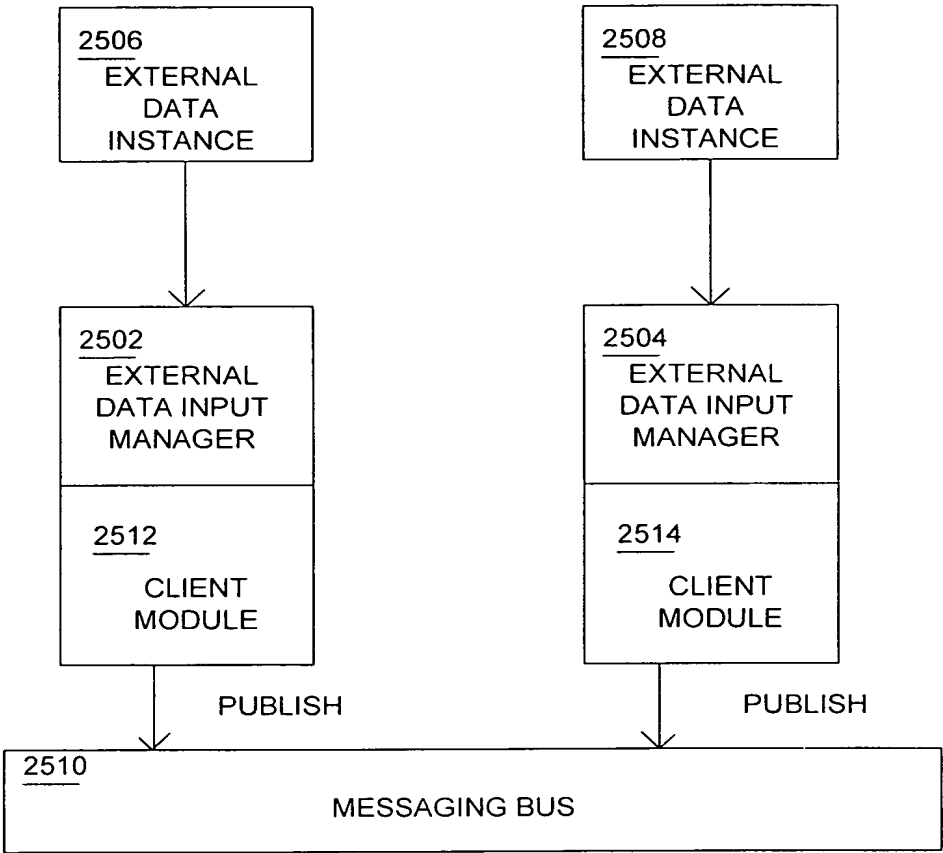 2506
EXTERNAL
DATA
INSTANCE
2508
EXTERNAL
DATA
INSTANCE
2502
EXTERNAL
DATA INPUT
MANAGER
2504
EXTERNAL
DATA INPUT
MANAGER
2512
CLIENT
MODULE
2514
CLIENT
MODULE
PUBLISH
PUBLISH
2510
MESSAGING BUS